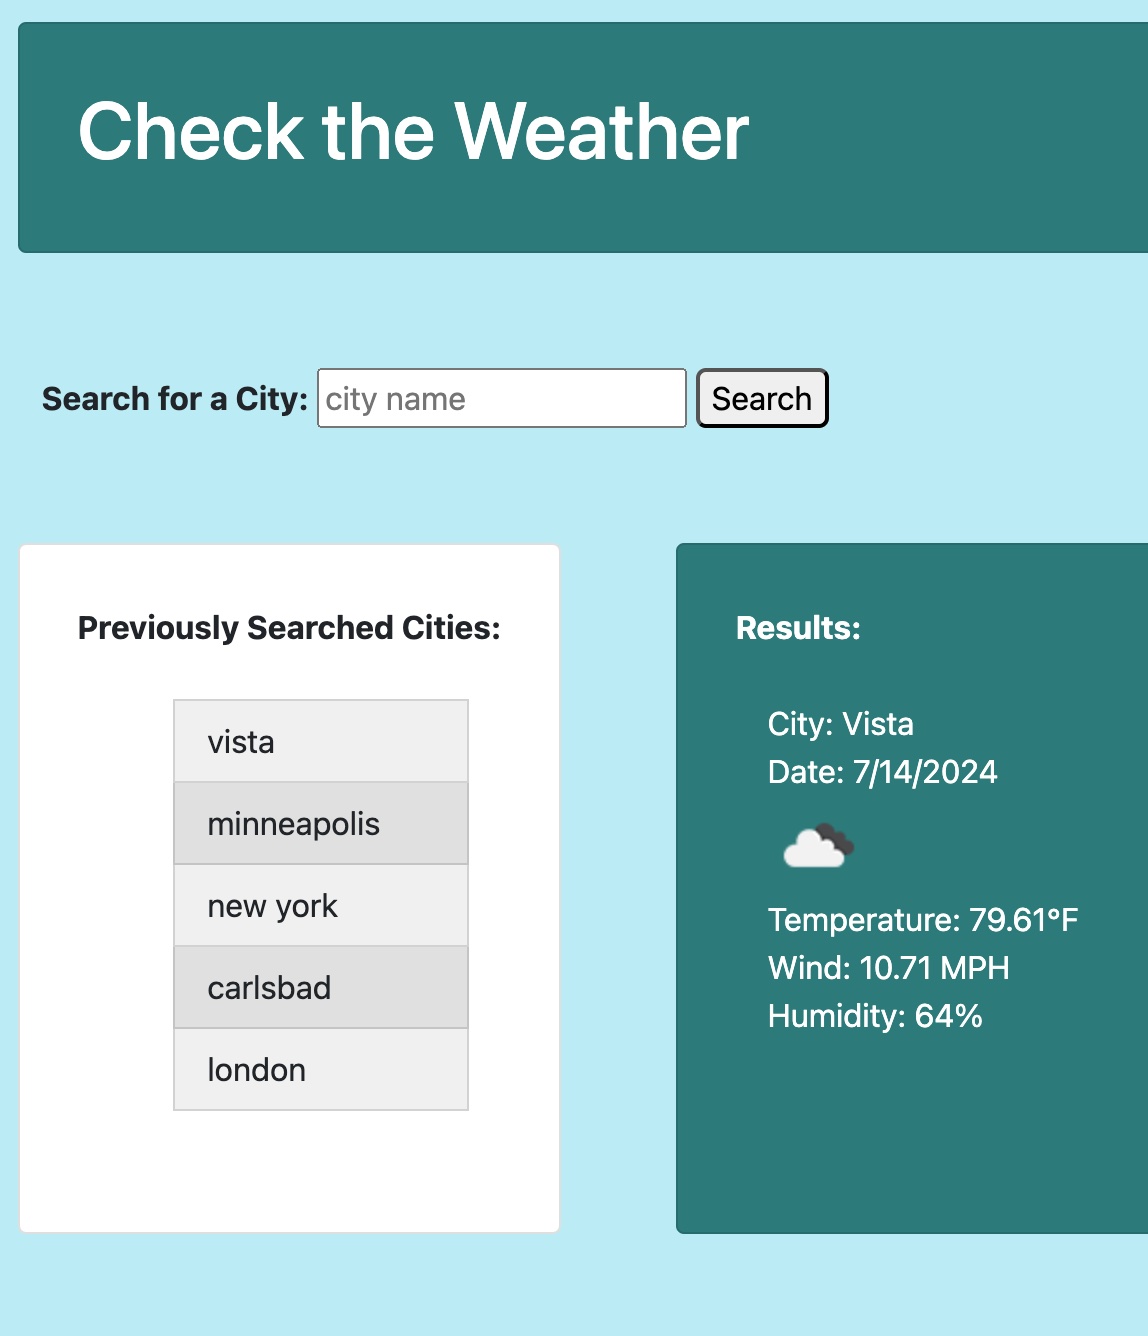 Check the Weather
Search for a City: city name Search
Previously Searched Cities:
vista
minneapolis
new york
carlsbad
london
Results:
City: Vista
Date: 7/14/2024
Temperature: 79.61°F
Wind: 10.71 MPH
Humidity: 64%